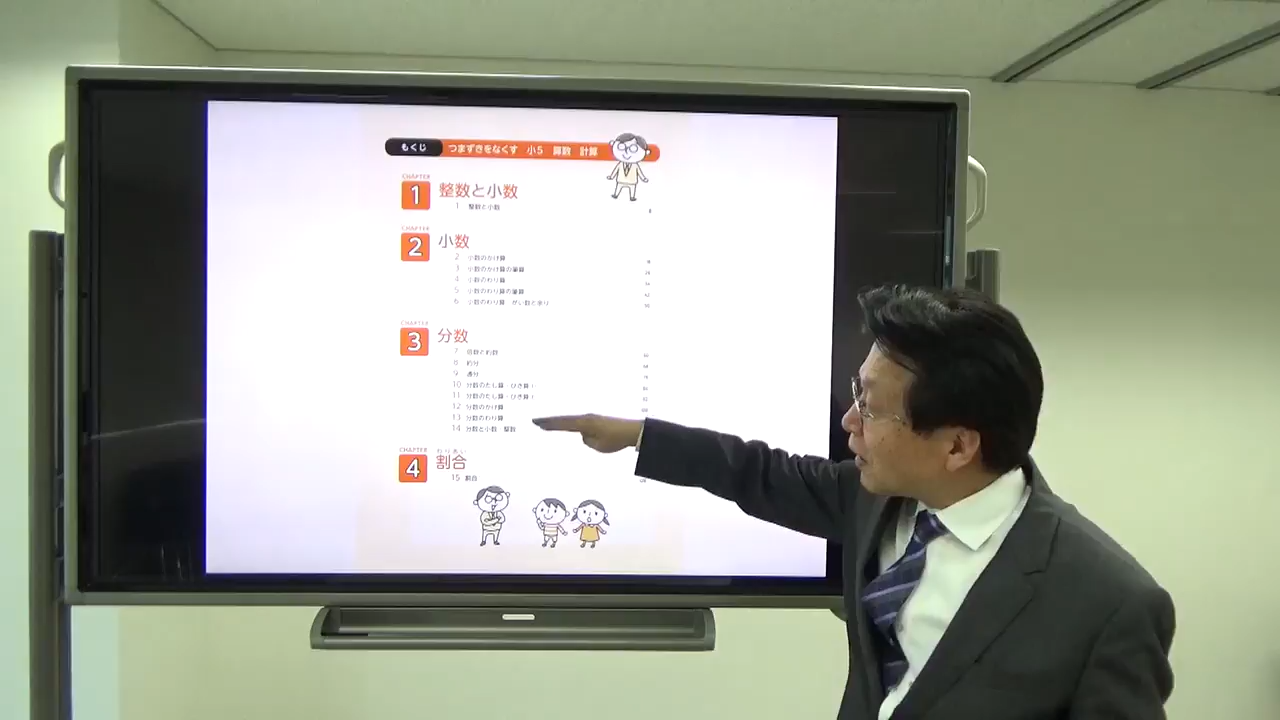 もくじ つまずきをなくす 小5 算数 計算
CHAPTER
1 整数と小数
1 整数と小数
CHAPTER
2 小数
2 小数のかけ算
3 小数のかけ算の筆算
4 小数のわり算
5 小数のわり算の筆算
6 小数のわり算 がい数と余り
CHAPTER
3 分数
7 倍数と約数
8 約分
9 通分
10 分数のたし算・ひき算
11 分数のたし算・ひき算
12 分数のかけ算
13 分数のわり算
14 分数と小数・整数
わりあい
CHAPTER
4 割合
15 割合